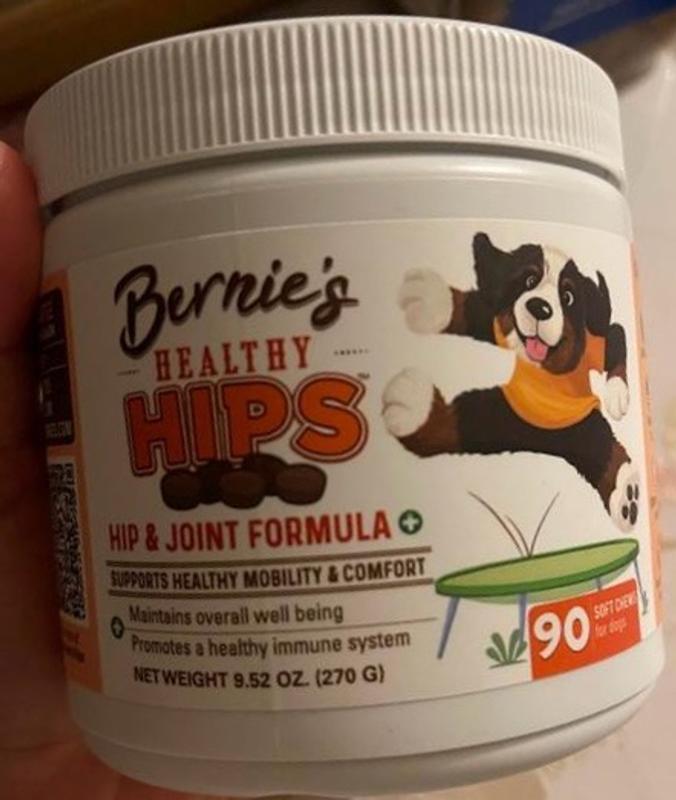 Bernie's
HEALTHY
HIPS™
HIP & JOINT FORMULA
SUPPORTS HEALTHY MOBILITY & COMFORT
Maintains overall well being
Promotes a healthy immune system
NET WEIGHT 9.52 OZ. (270 G)
90
SOFT CHEWS
for dogs